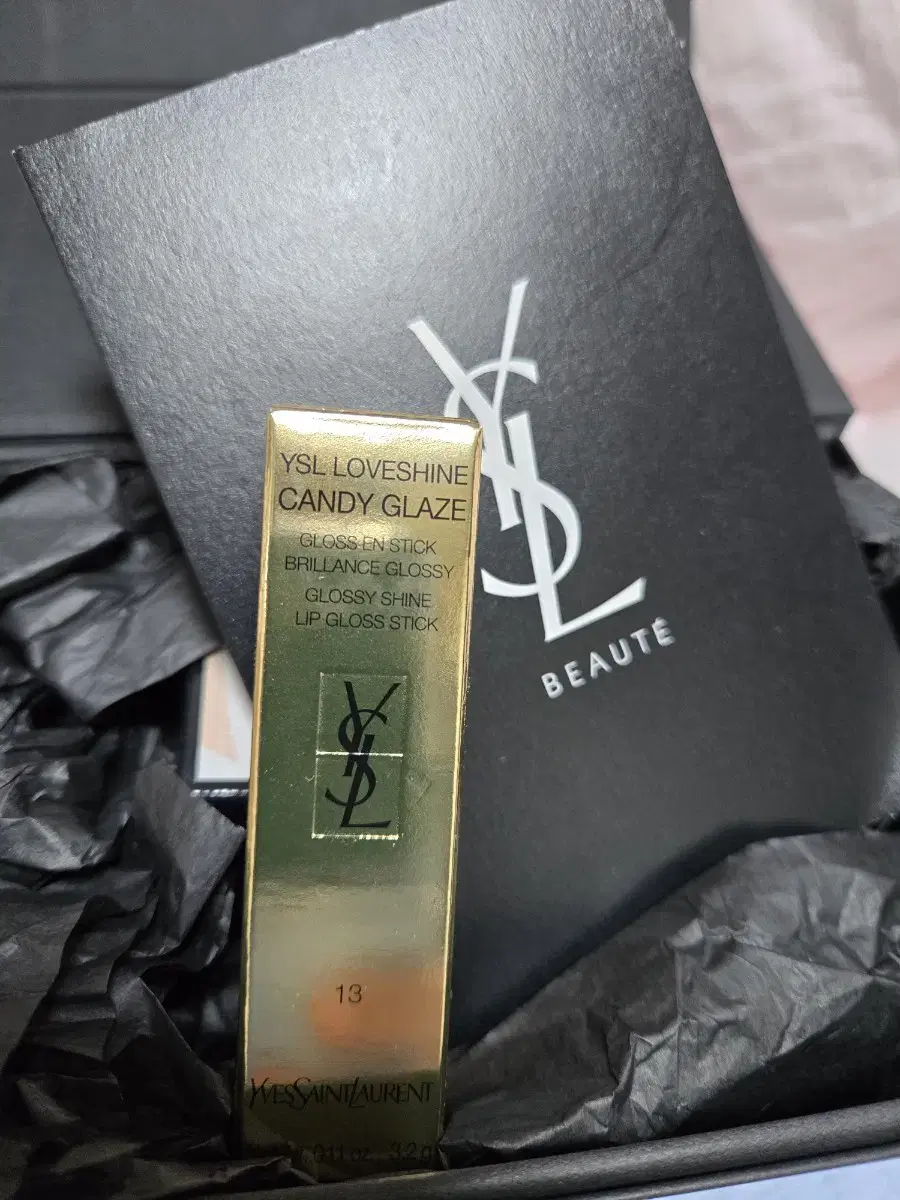 YSL
BEAUTÉ
YSL LOVESHINE
CANDY GLAZE
GLOSS EN STICK
BRILLANCE GLOSSY
GLOSSY SHINE
LIP GLOSS STICK
YSL
13
YVESSAINTLAURENT
0.11 oz 3.2 g